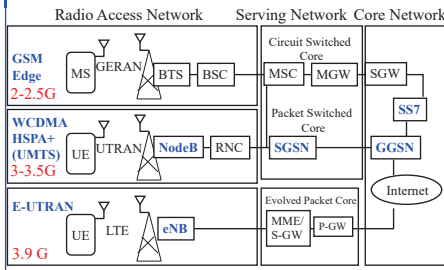 Radio Access Network Serving Network Core Network
GSM
Edge
2-2.5G
MS
GERAN
BTS
BSC
Circuit Switched
Core
MSC
MGW
SGW
SS7
WCDMA
HSPA+
(UMTS)
3-3.5G
UE
UTRAN
NodeB
RNC
Packet Switched
Core
SGSN
GGSN
Internet
E-UTRAN
3.9 G
UE
LTE
eNB
Evolved Packet Core
MME/
S-GW
P-GW